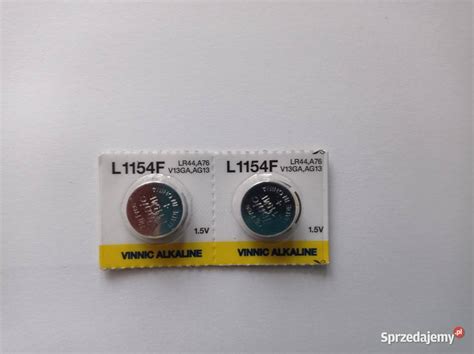 L1154F LR44,A76
V13GA,AG13
1.5V
VINNIC ALKALINE
L1154F LR44,A76
V13GA,AG13
1.5V
VINNIC ALKALINE
Sprzedajemy.pl